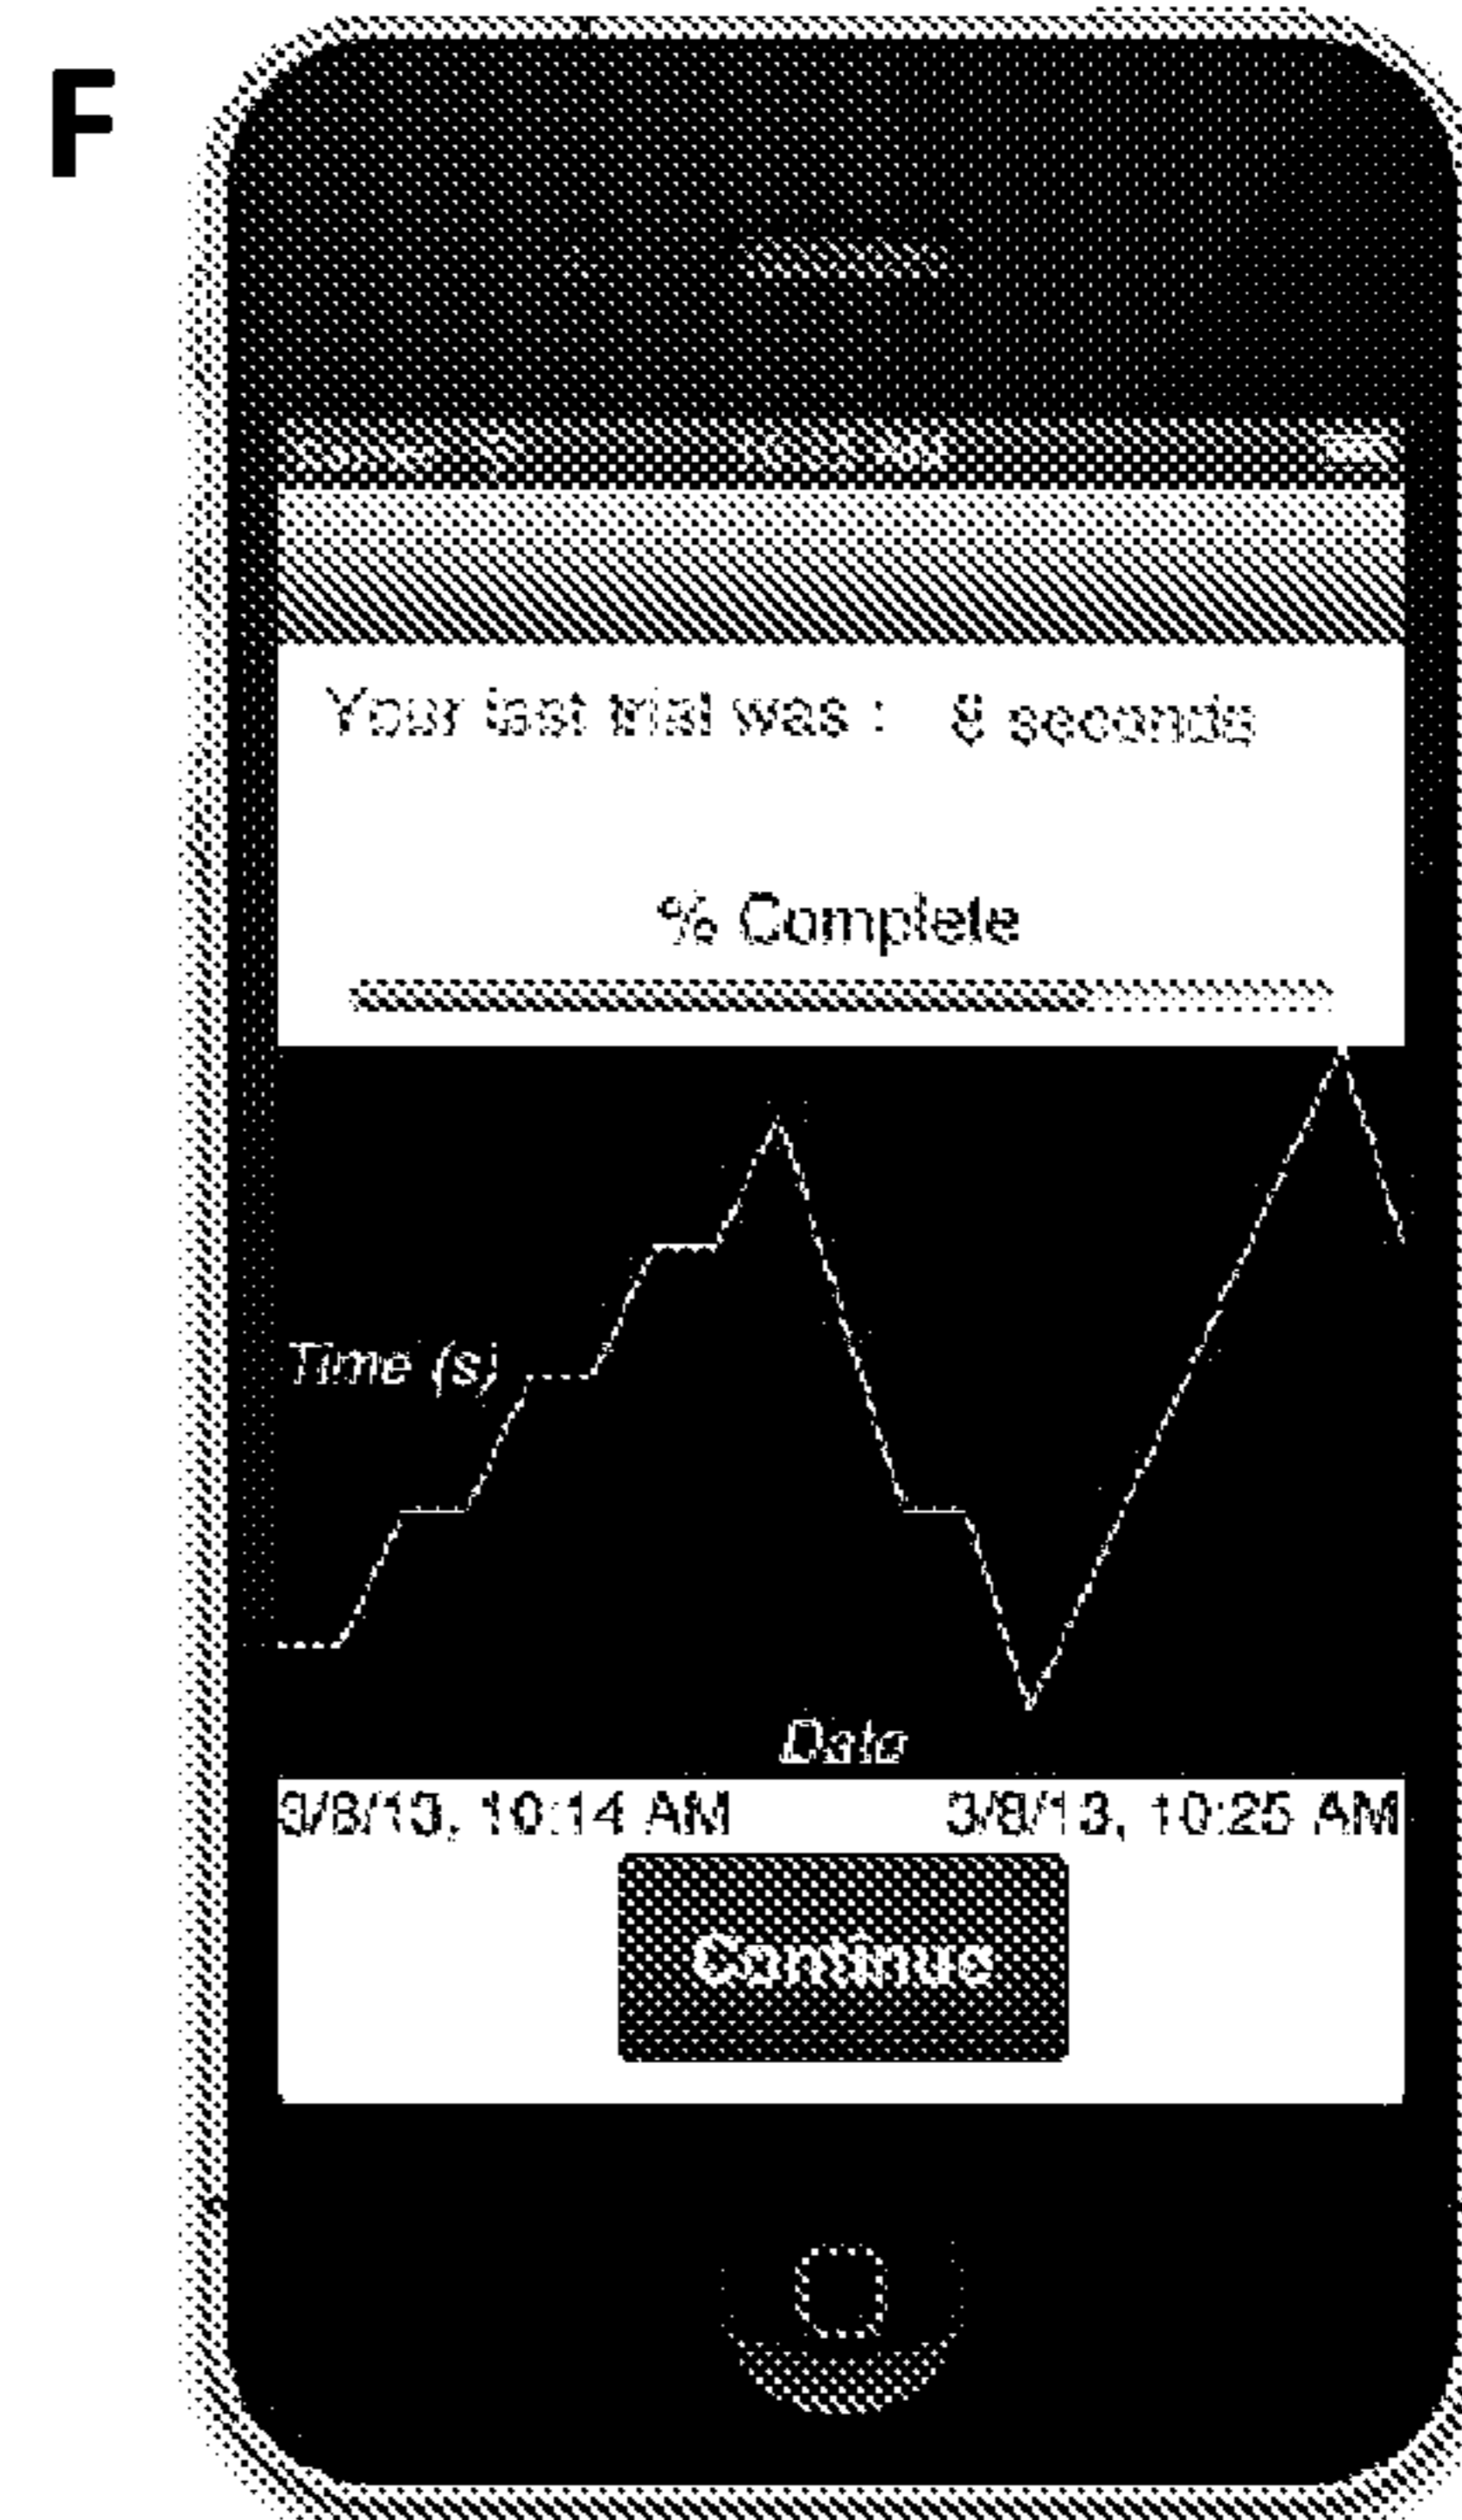 F
Your last trial was : 8 seconds
% Complete
Time (s)
Date
3/8/13, 10:14 AM 3/8/13, 10:25 AM
Continue